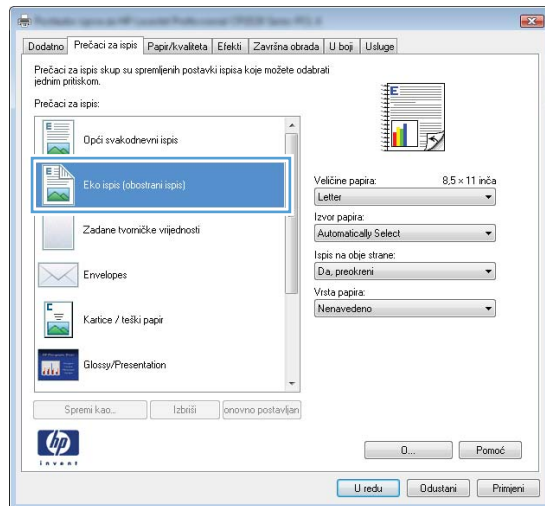 Dodatno Prečaci za ispis Papir/kvaliteta Efekti Završna obrada U boji Usluge
Prečaci za ispis skup su spremljenih postavki ispisa koje možete odabrati
jednim pritiskom.
Prečaci za ispis:
Opći svakodnevni ispis
Eko ispis (obostrani ispis)
Zadane tvorničke vrijednosti
Envelopes
Kartice / teški papir
Glossy/Presentation
Spremi kao... Izbriši onovno postavljan
Veličine papira: 8,5 × 11 inča
Letter
Izvor papira:
Automatically Select
Ispis na obje strane:
Da, preokreni
Vrsta papira:
Nenavedeno
hp
invent
O... Pomoć
U redu Odustani Primjeni